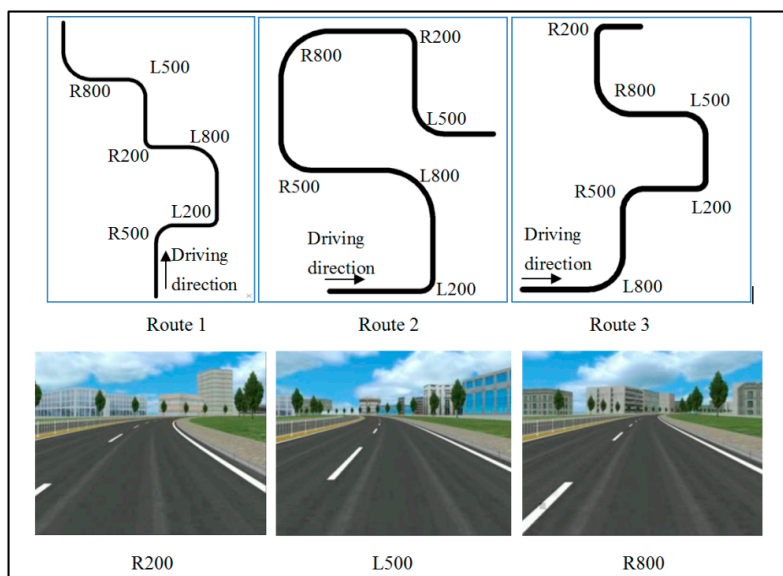 L500
R800
L800
R200
L200
R500
Driving
direction
Route 1
R200
R800
L500
L800
R500
Driving
direction
L200
Route 2
R200
R800
L500
R500
L200
Driving
direction
L800
Route 3
R200
L500
R800